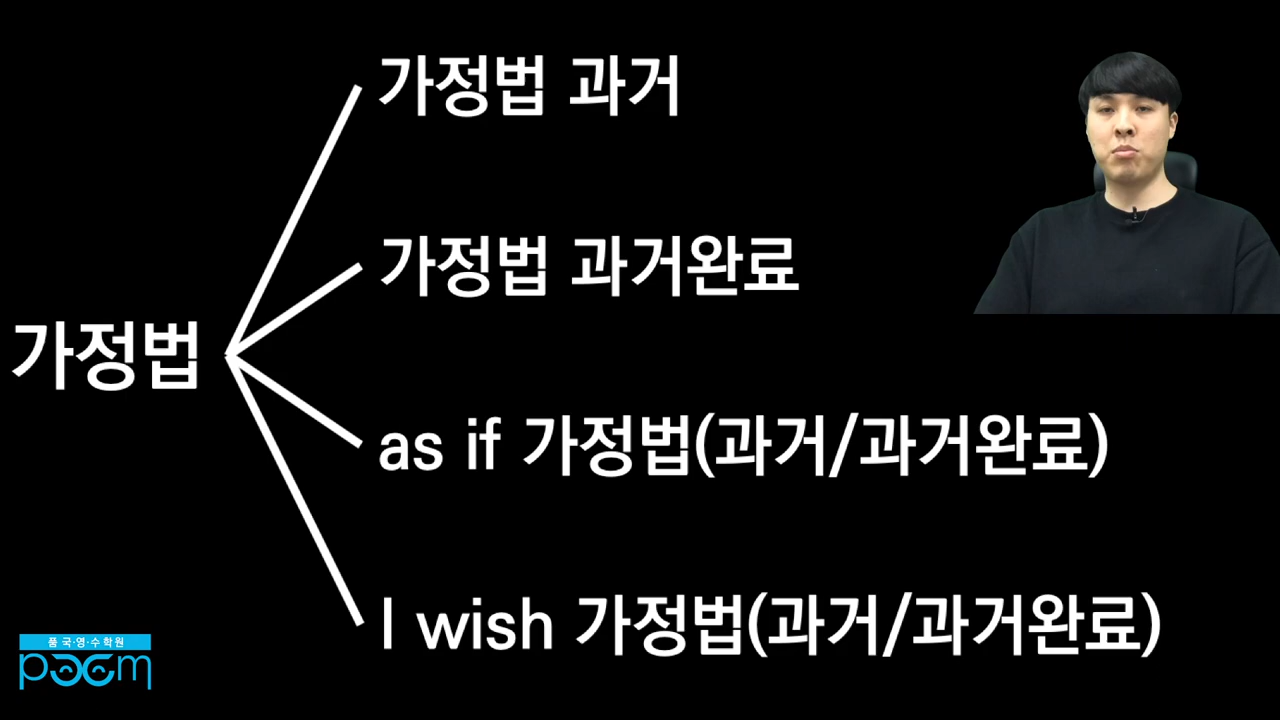 가정법 과거
가정법 과거완료
가정법
as if 가정법(과거/과거완료)
I wish 가정법(과거/과거완료)
품 국·영·수 학원
poem